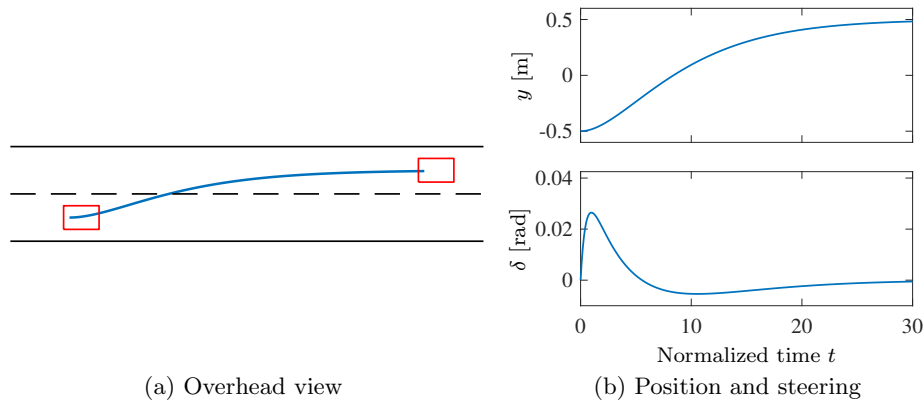 0.5
0
-0.5
y [m]
0.04
0.02
0
δ [rad]
0
10
20
30
Normalized time t
(a) Overhead view
(b) Position and steering